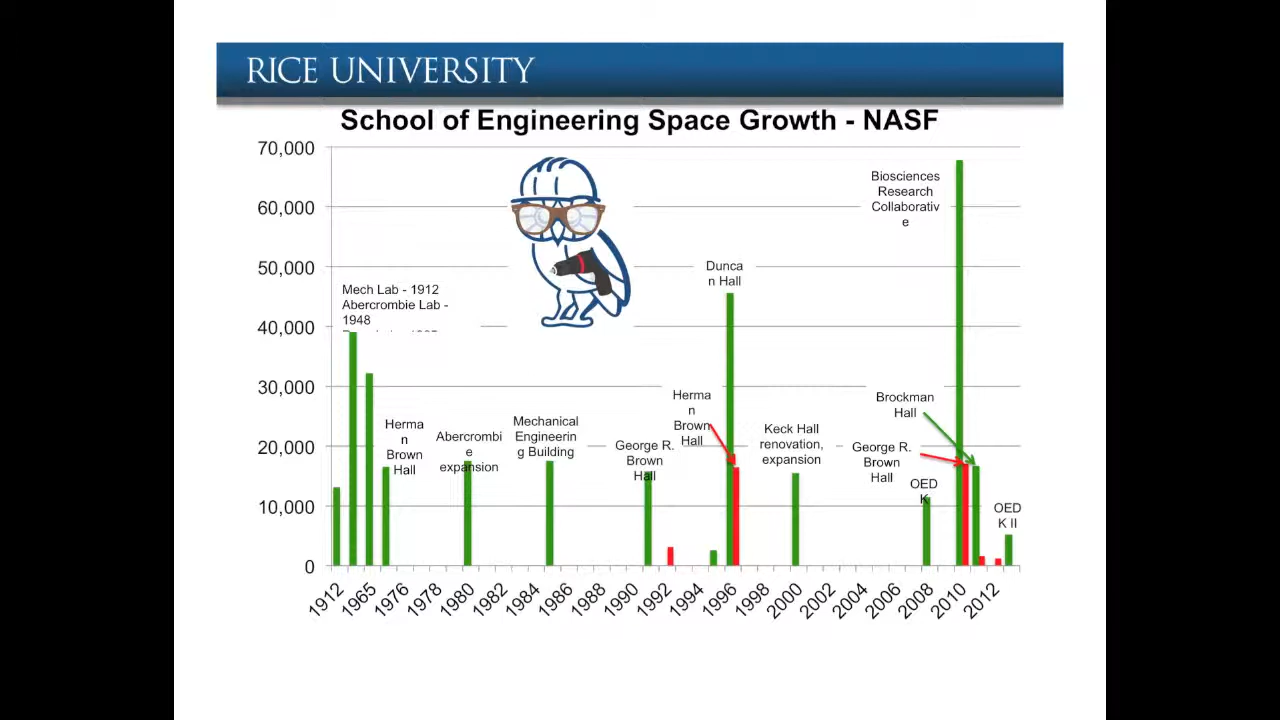 RICE UNIVERSITY
School of Engineering Space Growth - NASF
70,000
60,000
50,000
40,000
30,000
20,000
10,000
0
Mech Lab - 1912
Abercrombie Lab -
1948
Herma
n
Brown
Hall
Abercrombi
e
expansion
Mechanical
Engineerin
g Building
George R.
Brown
Hall
Herma
n
Brown
Hall
Dunca
n Hall
Keck Hall
renovation,
expansion
Biosciences
Research
Collaborativ
e
Brockman
Hall
George R.
Brown
Hall
OED
K
OED
K II
1912
1965
1976
1978
1980
1982
1984
1986
1988
1990
1992
1994
1996
1998
2000
2002
2004
2006
2008
2010
2012